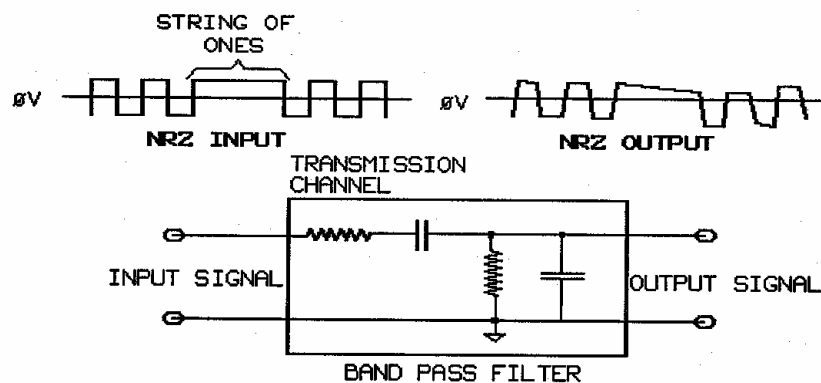 STRING OF
ONES
ØV
ØV
NRZ INPUT
NRZ OUTPUT
TRANSMISSION
CHANNEL
INPUT SIGNAL
OUTPUT SIGNAL
BAND PASS FILTER